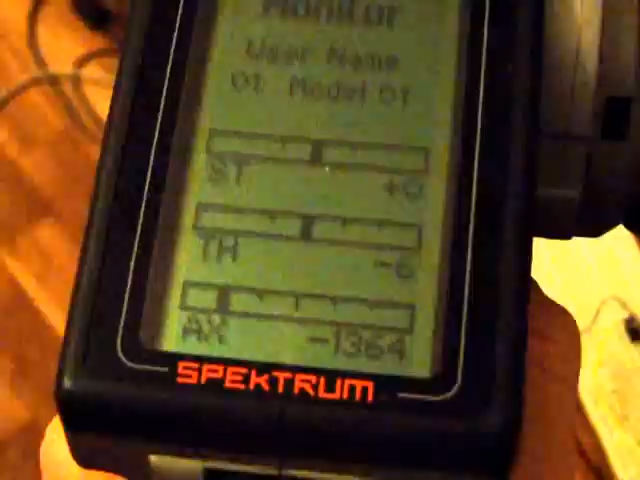 Monitor
User Name
01 Model 01
ST +0
TH -6
AX -1364
SPEKTRUM